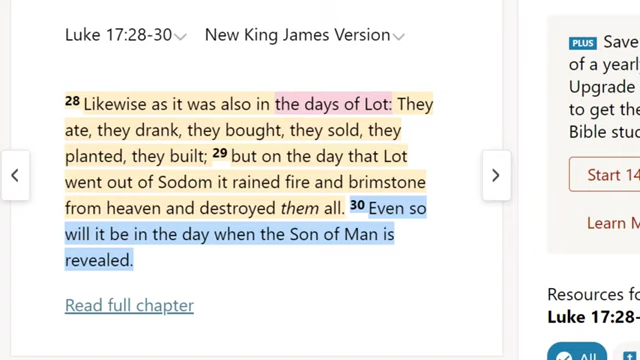 Luke 17:28-30 New King James Version
28 Likewise as it was also in the days of Lot: They
ate, they drank, they bought, they sold, they
planted, they built; 29 but on the day that Lot
went out of Sodom it rained fire and brimstone
from heaven and destroyed them all. 30 Even so
will it be in the day when the Son of Man is
revealed.
Read full chapter
PLUS Save
of a yearly
Upgrade
to get the
Bible stu
Start 14
Learn M
Resources fo
Luke 17:28-
All